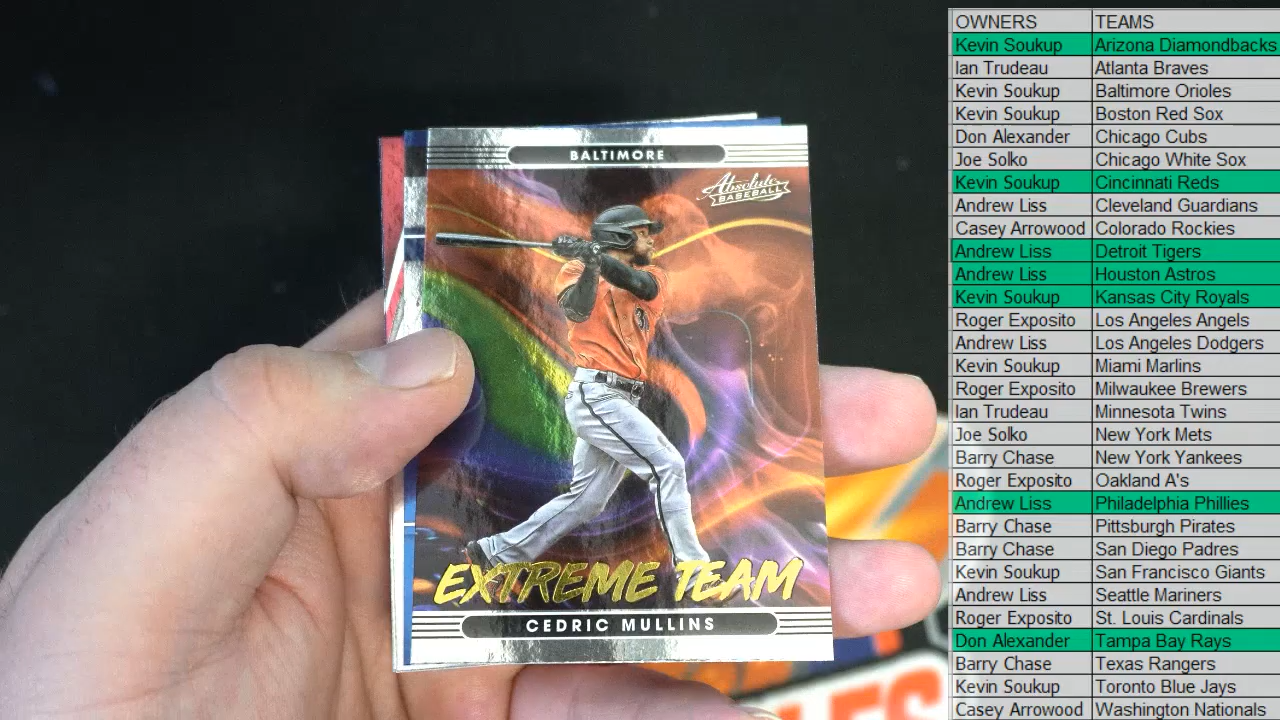 BALTIMORE
Absolute
BASEBALL
EXTREME TEAM
CEDRIC MULLINS
OWNERS TEAMS
Kevin Soukup Arizona Diamondbacks
Ian Trudeau Atlanta Braves
Kevin Soukup Baltimore Orioles
Kevin Soukup Boston Red Sox
Don Alexander Chicago Cubs
Joe Solko Chicago White Sox
Kevin Soukup Cincinnati Reds
Andrew Liss Cleveland Guardians
Casey Arrowood Colorado Rockies
Andrew Liss Detroit Tigers
Andrew Liss Houston Astros
Kevin Soukup Kansas City Royals
Roger Exposito Los Angeles Angels
Andrew Liss Los Angeles Dodgers
Kevin Soukup Miami Marlins
Roger Exposito Milwaukee Brewers
Ian Trudeau Minnesota Twins
Joe Solko New York Mets
Barry Chase New York Yankees
Roger Exposito Oakland A's
Andrew Liss Philadelphia Phillies
Barry Chase Pittsburgh Pirates
Barry Chase San Diego Padres
Kevin Soukup San Francisco Giants
Andrew Liss Seattle Mariners
Roger Exposito St. Louis Cardinals
Don Alexander Tampa Bay Rays
Barry Chase Texas Rangers
Kevin Soukup Toronto Blue Jays
Casey Arrowood Washington Nationals